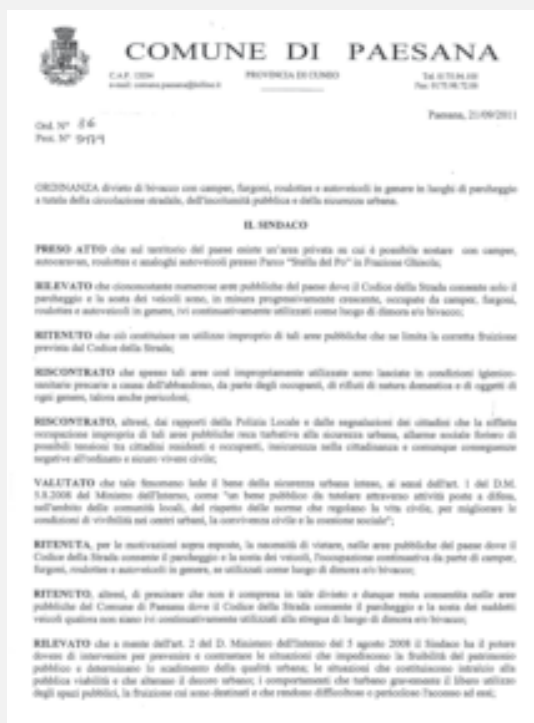 COMUNE DI PAESANA
C.A.P. 12034 PROVINCIA DI CUNEO Tel. 0175.94.105
Paesana, 21/09/2011
Ord. N° 86
Prot. N°
ORDINANZA divieto di bivacco con camper, furgoni, roulottes e autoveicoli in genere in luoghi di parcheggio
a tutela della circolazione stradale, dell'incolumità pubblica e della sicurezza urbana.
IL SINDACO
PRESO ATTO che sul territorio del paese esiste un'area privata su cui è possibile sostare con camper,
autocaravan, roulottes e analoghi autoveicoli presso Parco "Stella del Po" in Frazione Ghisola;
RILEVATO che ciononostante numerose aree pubbliche del paese dove il Codice della Strada consente solo il
parcheggio e la sosta dei veicoli sono, in misura progressivamente crescente, occupate da camper, furgoni,
roulottes e autoveicoli in genere, ivi continuativamente utilizzati come luogo di dimora e/o bivacco;
RITENUTO che ciò costituisce un utilizzo improprio di tali aree pubbliche che ne limita la corretta fruizione
prevista dal Codice della Strada;
RISCONTRATO che spesso tali aree così impropriamente utilizzate sono lasciate in condizioni igienico-
sanitarie precarie a causa dell'abbandono, da parte degli occupanti, di rifiuti di natura domestica e di oggetti di
ogni genere, talora anche pericolosi;
RISCONTRATO, altresì, dai rapporti della Polizia Locale e dalle segnalazioni dei cittadini che la siffatta
occupazione impropria di tali aree pubbliche reca turbativa alla sicurezza urbana, allarme sociale foriero di
possibili tensioni tra cittadini residenti e occupanti, insicurezza nella cittadinanza e comunque conseguenze
negative all'ordinato e sicuro vivere civile;
VALUTATO che tale fenomeno lede il bene della sicurezza urbana inteso, ai sensi dell'art. 1 del D.M.
5.8.2008 del Ministro dell'Interno, come "un bene pubblico da tutelare attraverso attività poste a difesa,
nell'ambito delle comunità locali, del rispetto delle norme che regolano la vita civile, per migliorare le
condizioni di vivibilità nei centri urbani, la convivenza civile e la coesione sociale";
RITENUTA, per le motivazioni sopra esposte, la necessità di vietare, nelle aree pubbliche del paese dove il
Codice della Strada consente il parcheggio e la sosta dei veicoli, l'occupazione continuativa da parte di camper,
furgoni, roulottes e autoveicoli in genere, se utilizzati come luogo di dimora e/o bivacco;
RITENUTO, altresì, di precisare che non è compresa in tale divieto e dunque resta consentita nelle aree
pubbliche del Comune di Paesana dove il Codice della Strada consente il parcheggio e la sosta dei suddetti
veicoli qualora non siano ivi continuativamente utilizzati alla stregua di luogo di dimora e/o bivacco;
RILEVATO che a mente dell'art. 2 del D. Ministero dell'Interno del 5 agosto 2008 il Sindaco ha il potere
dovere di intervenire per prevenire e contrastare le situazioni che impediscono la fruibilità del patrimonio
pubblico e determinano lo scadimento della qualità urbana; le situazioni che costituiscono intralcio alla
pubblica viabilità e che alterano il decoro urbano; i comportamenti che turbano gravemente il libero utilizzo
degli spazi pubblici, la fruizione cui sono destinati e che rendono difficoltoso o pericoloso l'accesso ad essi;